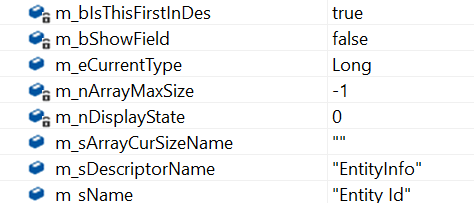 m_bIsThisFirstInDes true
m_bShowField false
m_eCurrentType Long
m_nArrayMaxSize -1
m_nDisplayState 0
m_sArrayCurSizeName ""
m_sDescriptorName "EntityInfo"
m_sName "Entity Id"